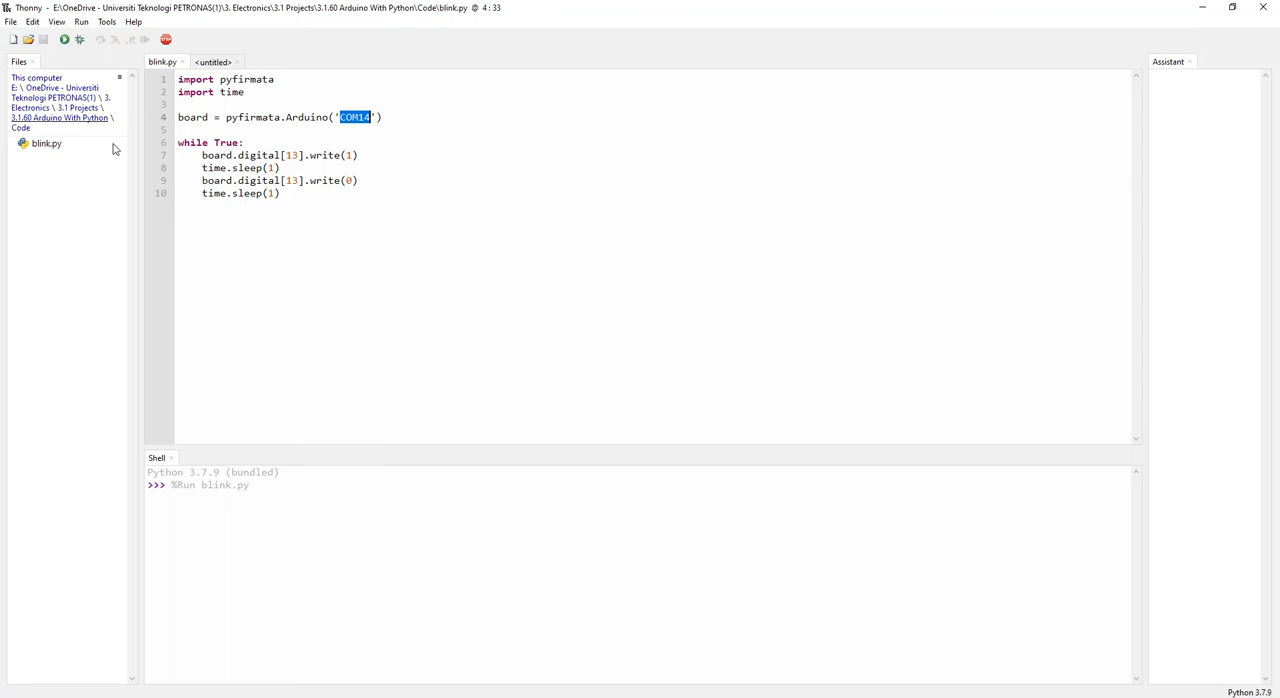 Thonny - E:\OneDrive - Universiti Teknologi PETRONAS(1)\3. Electronics\3.1 Projects\3.1.60 Arduino With Python\Code\blink.py @ 4 : 33
File Edit View Run Tools Help
STOP
Files
This computer
E: \ OneDrive - Universiti
Teknologi PETRONAS(1) \ 3.
Electronics \ 3.1 Projects \
3.1.60 Arduino With Python \
Code
blink.py
blink.py <untitled>
1 import pyfirmata
2 import time
3
4 board = pyfirmata.Arduino('COM14')
5
6 while True:
7 board.digital[13].write(1)
8 time.sleep(1)
9 board.digital[13].write(0)
10 time.sleep(1)
Shell
Python 3.7.9 (bundled)
>>> %Run blink.py
Assistant
Python 3.7.9